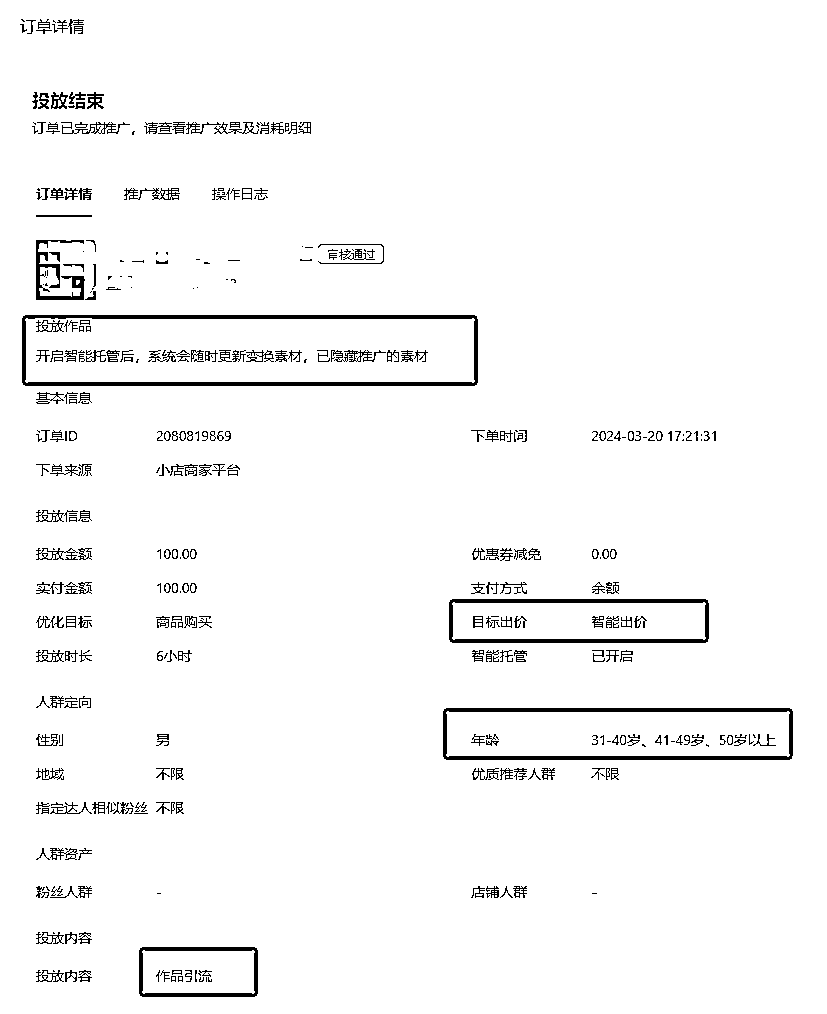 订单详情
投放结束
订单已完成推广，请查看推广效果及消耗明细
订单详情 推广数据 操作日志
审核通过
投放作品
开启智能托管后，系统会随时更新变换素材，已隐藏推广的素材
基本信息
订单ID 2080819869 下单时间 2024-03-20 17:21:31
下单来源 小店商家平台
投放信息
投放金额 100.00 优惠券减免 0.00
实付金额 100.00 支付方式 余额
优化目标 商品购买 目标出价 智能出价
投放时长 6小时 智能托管 已开启
人群定向
性别 男 年龄 31-40岁、41-49岁、50岁以上
地域 不限 优质推荐人群 不限
指定达人相似粉丝 不限
人群资产
粉丝人群 - 店铺人群 -
投放内容
投放内容 作品引流